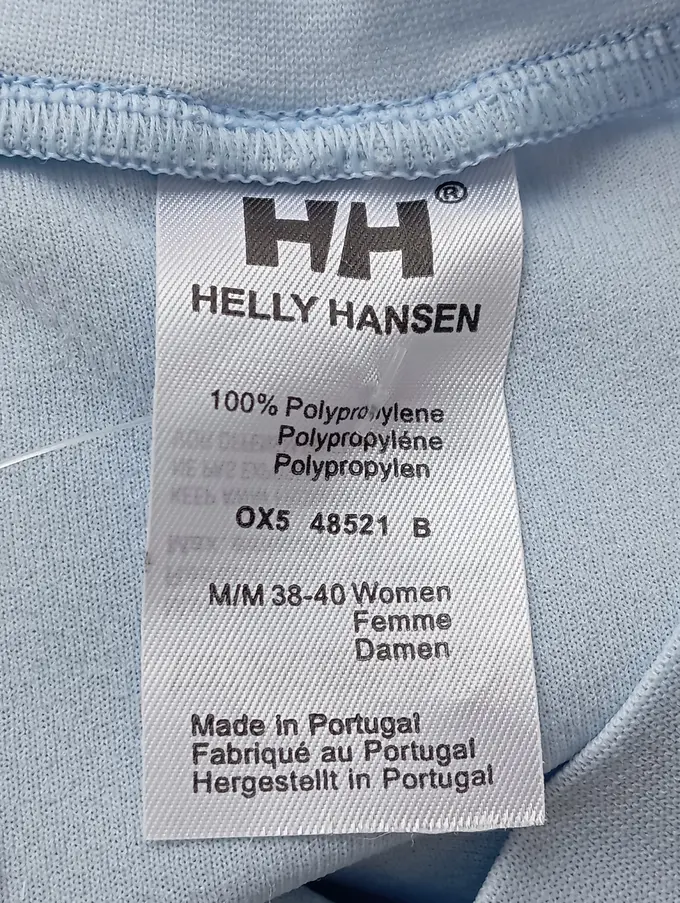 HH®
HELLY HANSEN
100% Polypropylene
Polypropyléne
Polypropylen
OX5 48521 B
M/M 38-40 Women
Femme
Damen
Made in Portugal
Fabriqué au Portugal
Hergestellt in Portugal